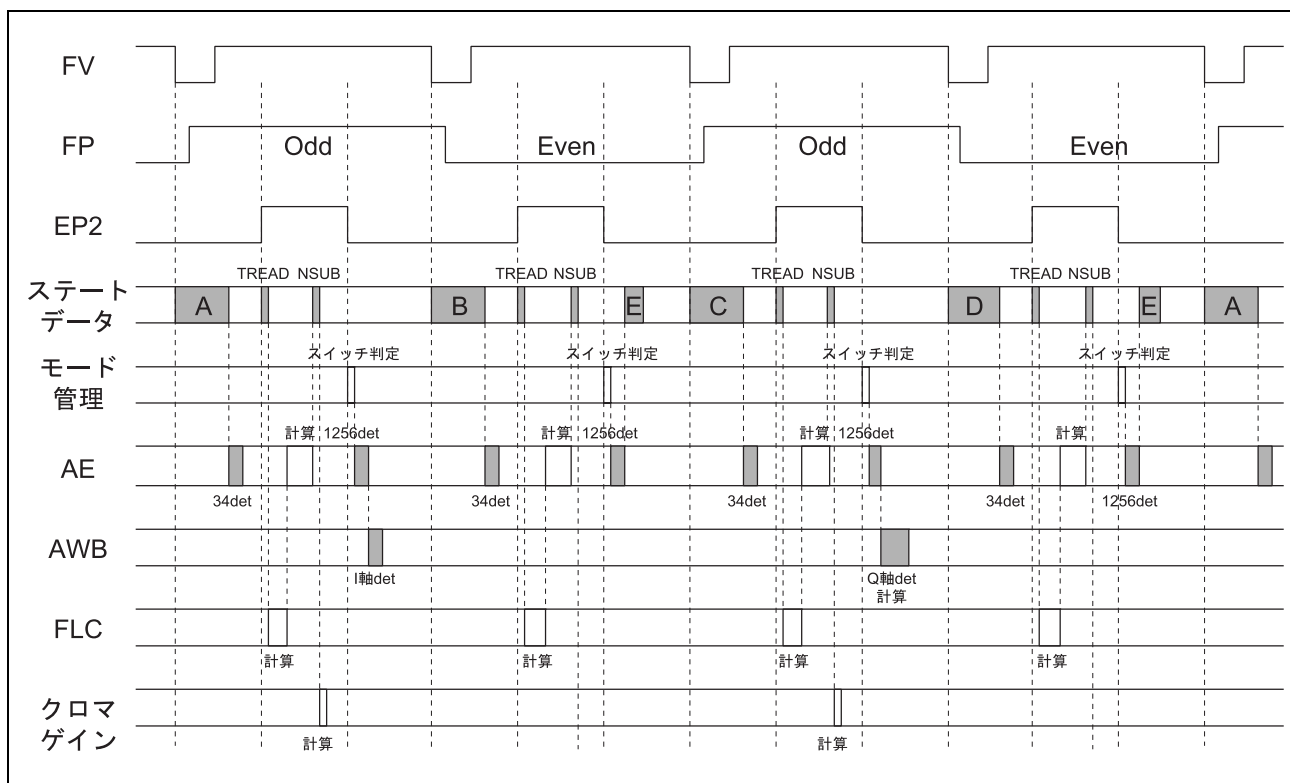 FV
FP
Odd
Even
Odd
Even
EP2
TREAD NSUB
TREAD NSUB
TREAD NSUB
TREAD NSUB
ステート
データ
A
B
E
C
D
E
A
モード
管理
スイッチ判定
スイッチ判定
スイッチ判定
スイッチ判定
AE
計算 1256det
計算 1256det
計算 1256det
計算
34det
34det
34det
34det
1256det
AWB
I軸det
Q軸det
計算
FLC
計算
計算
計算
計算
クロマ
ゲイン
計算
計算